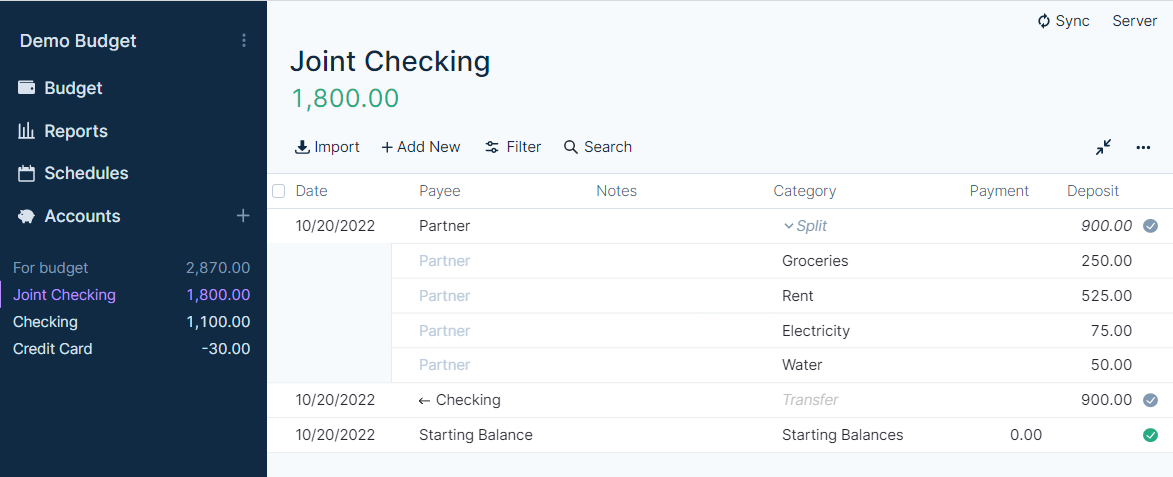 Demo Budget
Budget
Reports
Schedules
Accounts
For budget 2,870.00
Joint Checking 1,800.00
Checking 1,100.00
Credit Card -30.00
Sync Server
Joint Checking
1,800.00
Import + Add New Filter Search
Date Payee Notes Category Payment Deposit
10/20/2022 Partner Split 900.00
Partner Groceries 250.00
Partner Rent 525.00
Partner Electricity 75.00
Partner Water 50.00
10/20/2022 ← Checking Transfer 900.00
10/20/2022 Starting Balance Starting Balances 0.00